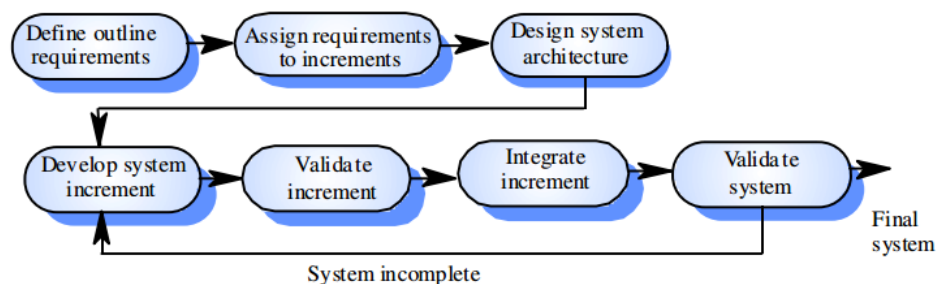 Define outline
requirements
Assign requirements
to increments
Design system
architecture
Develop system
increment
Validate
increment
Integrate
increment
Validate
system
Final
system
System incomplete